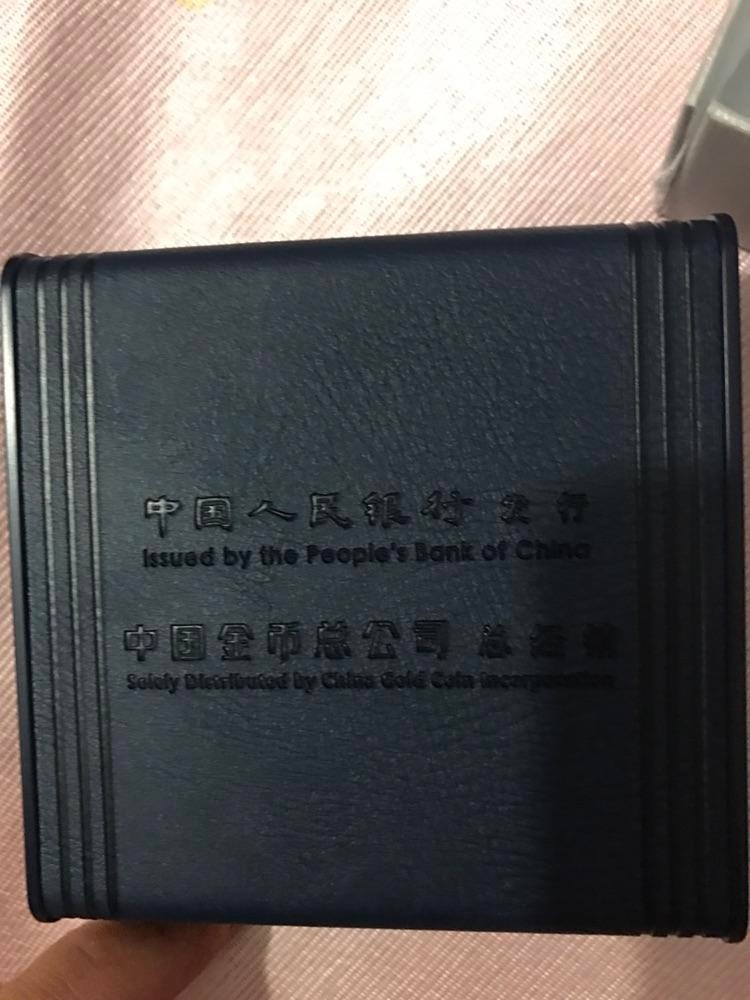 中国人民银行 发行
Issued by the People's Bank of China
中国金币总公司 总经销
Solely Distributed by China Gold Coin Incorporation